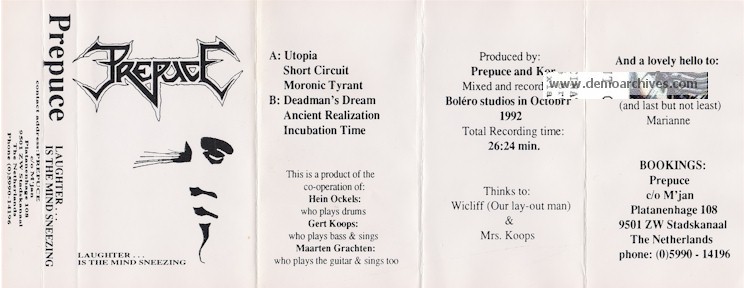 Prepuce
LAUGHTER . . .
IS THE MIND SNEEZING
contact address: PREPUCE
c/o M'jan
Platanenhage 108
9501 ZW Stadskanaal
The Netherlands
Phone (0)5990-14196
PREPUCE
LAUGHTER . . .
IS THE MIND SNEEZING
A: Utopia
Short Circuit
Moronic Tyrant
B: Deadman's Dream
Ancient Realization
Incubation Time
This is a product of the
co-operation of:
Hein Ockels:
who plays drums
Gert Koops:
who plays bass & sings
Maarten Grachten:
who plays the guitar & sings too
Produced by:
Prepuce and
Mixed and
Boléro studios in
1992
Total Recording time:
26:24 min.
Thinks to:
Wicliff (Our lay-out man)
&
Mrs. Koops
And a lovely hello to:
www.demoarchives.com
(and last but not least)
Marianne
BOOKINGS:
Prepuce
c/o M'jan
Platanenhage 108
9501 ZW Stadskanaal
The Netherlands
phone: (0)5990 - 14196